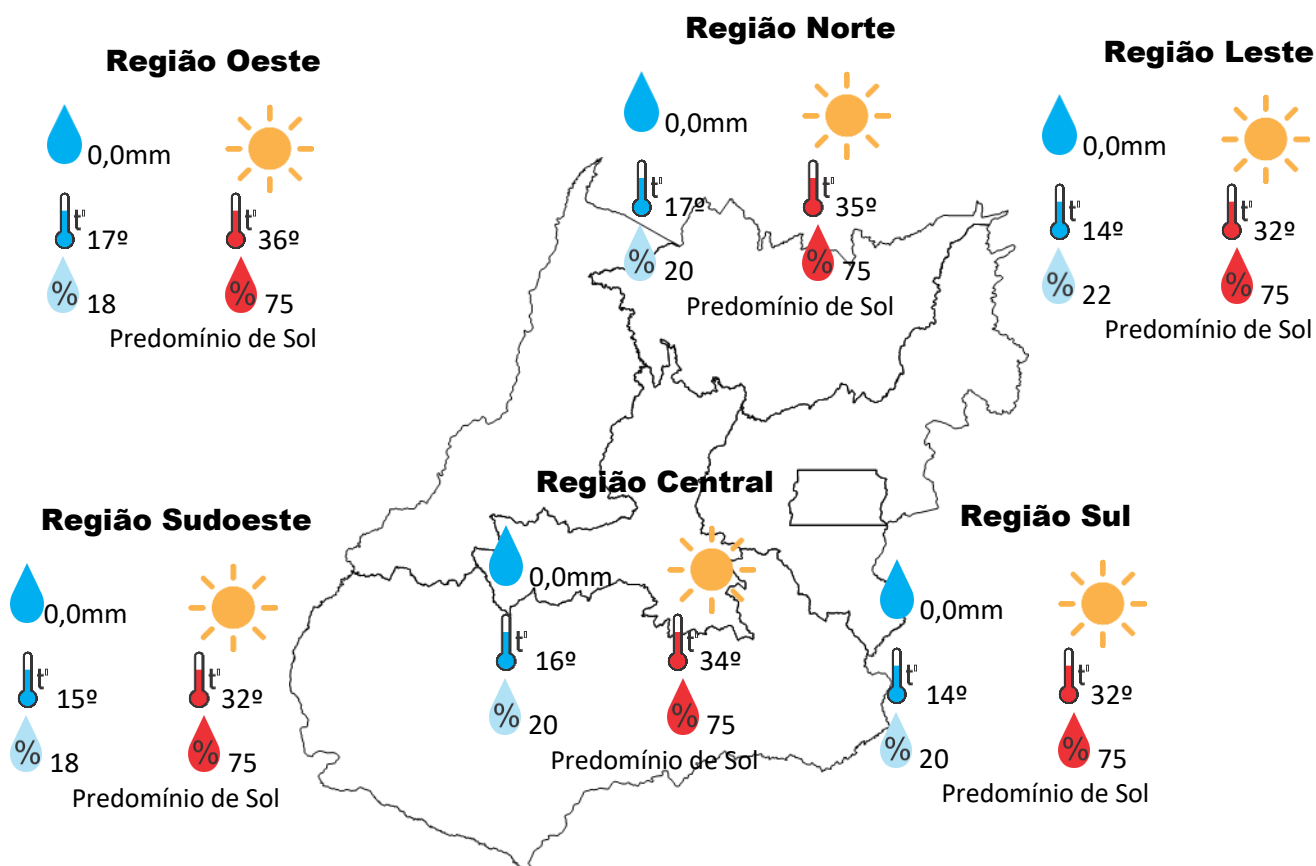 Região Norte
0,0mm
t° t°
17º 35º
% 20 % 75
Predomínio de Sol
Região Oeste
0,0mm
t° t°
17º 36º
% 18 % 75
Predomínio de Sol
Região Leste
0,0mm
t° t°
14º 32º
% 22 % 75
Predomínio de Sol
Região Central
0,0mm
t° t°
16º 34º
% 20 % 75
Predomínio de Sol
Região Sudoeste
0,0mm
t° t°
15º 32º
% 18 % 75
Predomínio de Sol
Região Sul
0,0mm
t° t°
14º 32º
% 20 % 75
Predomínio de Sol